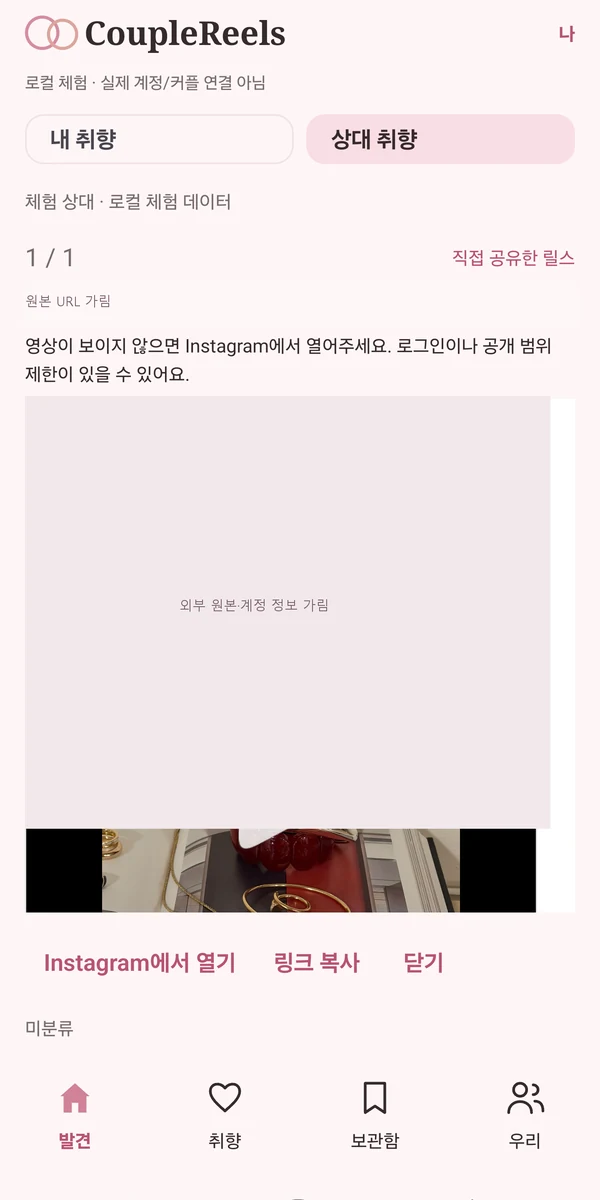 CoupleReels
나
로컬 체험 · 실제 계정/커플 연결 아님
내 취향
상대 취향
체험 상대 · 로컬 체험 데이터
1 / 1
직접 공유한 릴스
원본 URL 가림
영상이 보이지 않으면 Instagram에서 열어주세요. 로그인이나 공개 범위
제한이 있을 수 있어요.
외부 원본·계정 정보 가림
Instagram에서 열기
링크 복사
닫기
미분류
발견
취향
보관함
우리